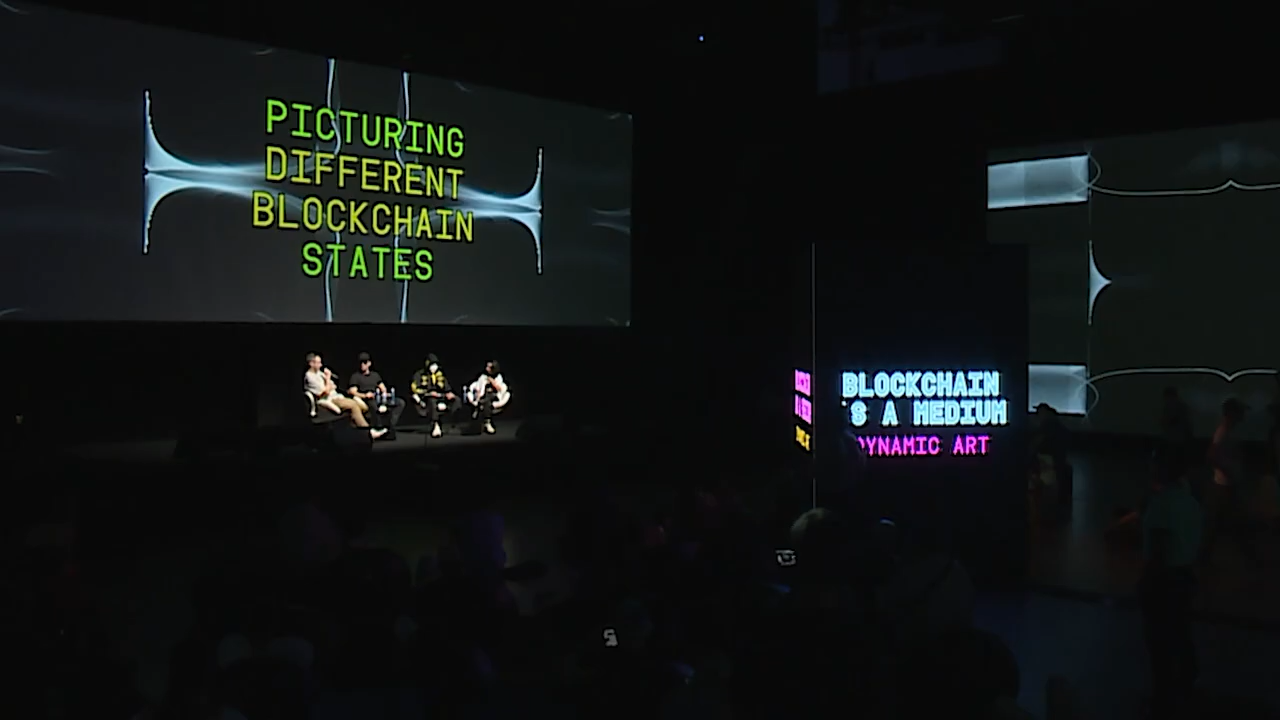 PICTURING
DIFFERENT
BLOCKCHAIN
STATES
BLOCKCHAIN
S A MEDIUM
DYNAMIC ART